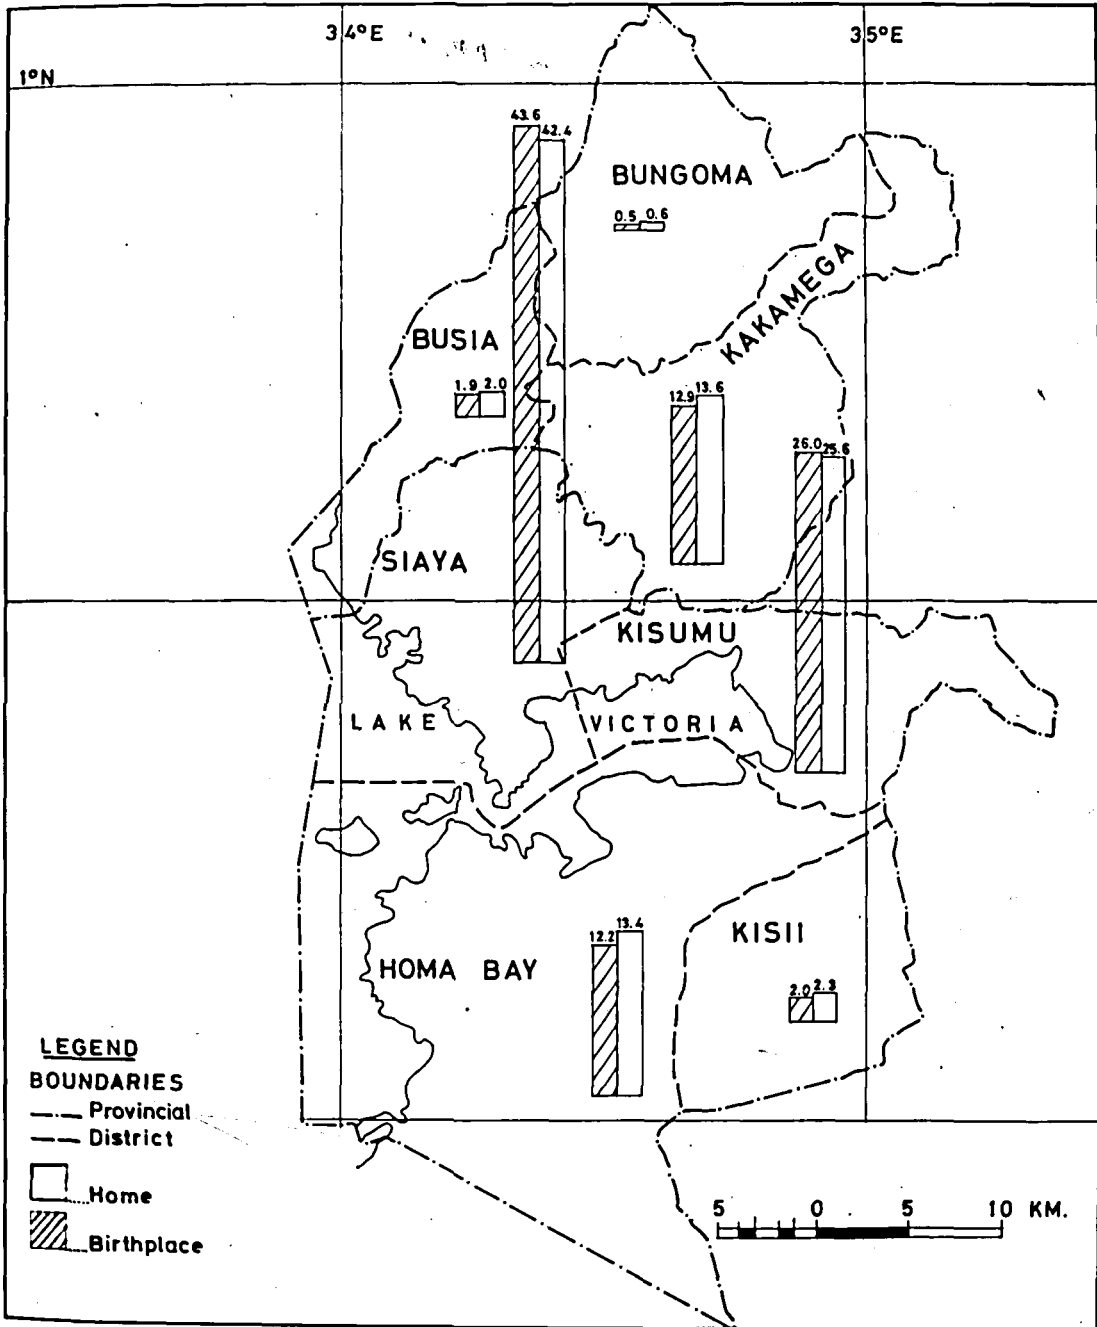 34°E 35°E
1°N
43.6 42.4
BUNGOMA
0.5 0.6
KAKAMEGA
BUSIA
1.9 2.0
12.9 13.6
26.0 25.6
SIAYA
KISUMU
LAKE VICTORIA
12.2 13.4
KISII
HOMA BAY
2.0 2.3
LEGEND
BOUNDARIES
Provincial
District
Home
Birthplace
5 0 5 10 KM.